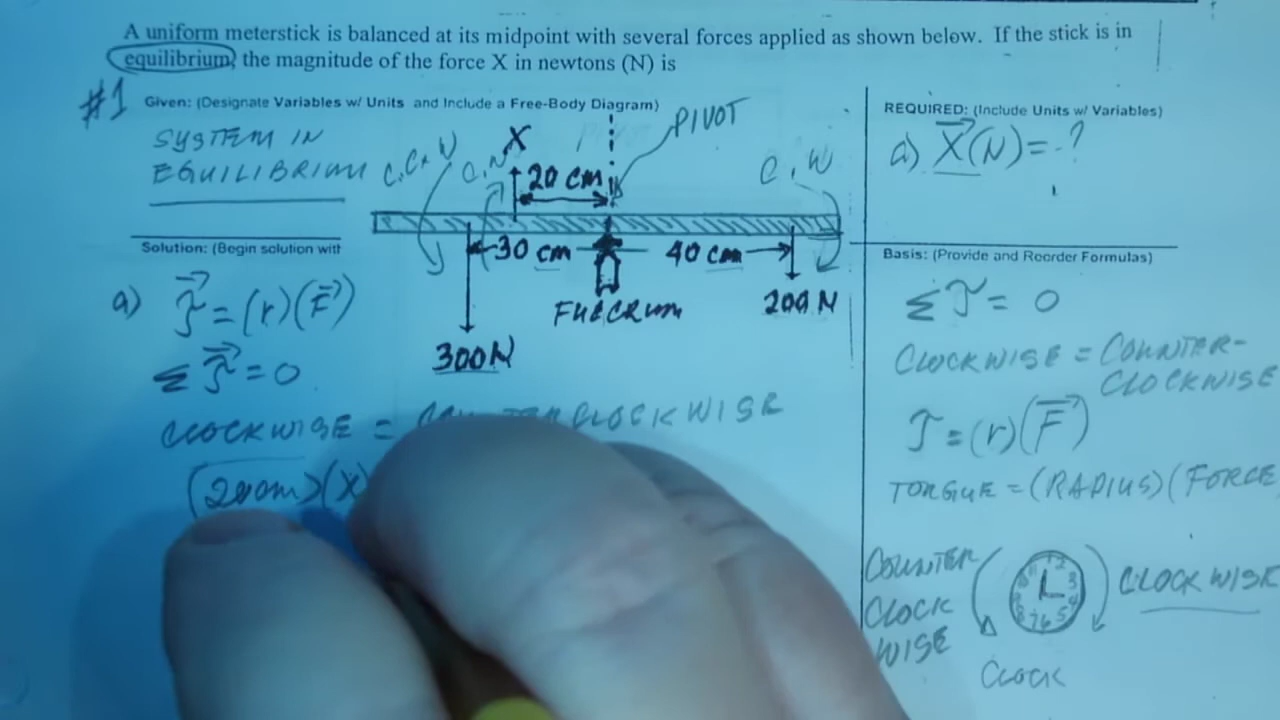 A uniform meterstick is balanced at its midpoint with several forces applied as shown below. If the stick is in
equilibrium, the magnitude of the force X in newtons (N) is
#1
Given: (Designate Variables w/ Units and Include a Free-Body Diagram)
SYSTEM IN
EQUILIBRIUM
C.C.W
C.W
X
20 cm
PIVOT
C.W
30 cm
40 cm
FULCRUM
200 N
300N
REQUIRED: (Include Units w/ Variables)
a) X(N)=?
Solution: (Begin solution with
a) τ=(r)(F)
Στ=0
CLOCKWISE = COUNTERCLOCKWISE
(20cm)(X)
Basis: (Provide and Reorder Formulas)
Στ= 0
CLOCKWISE = COUNTER-
CLOCKWISE
τ=(r)(F)
TORQUE = (RADIUS)(FORCE
COUNTER
CLOCK
WISE
CLOCKWISE
CLOCK